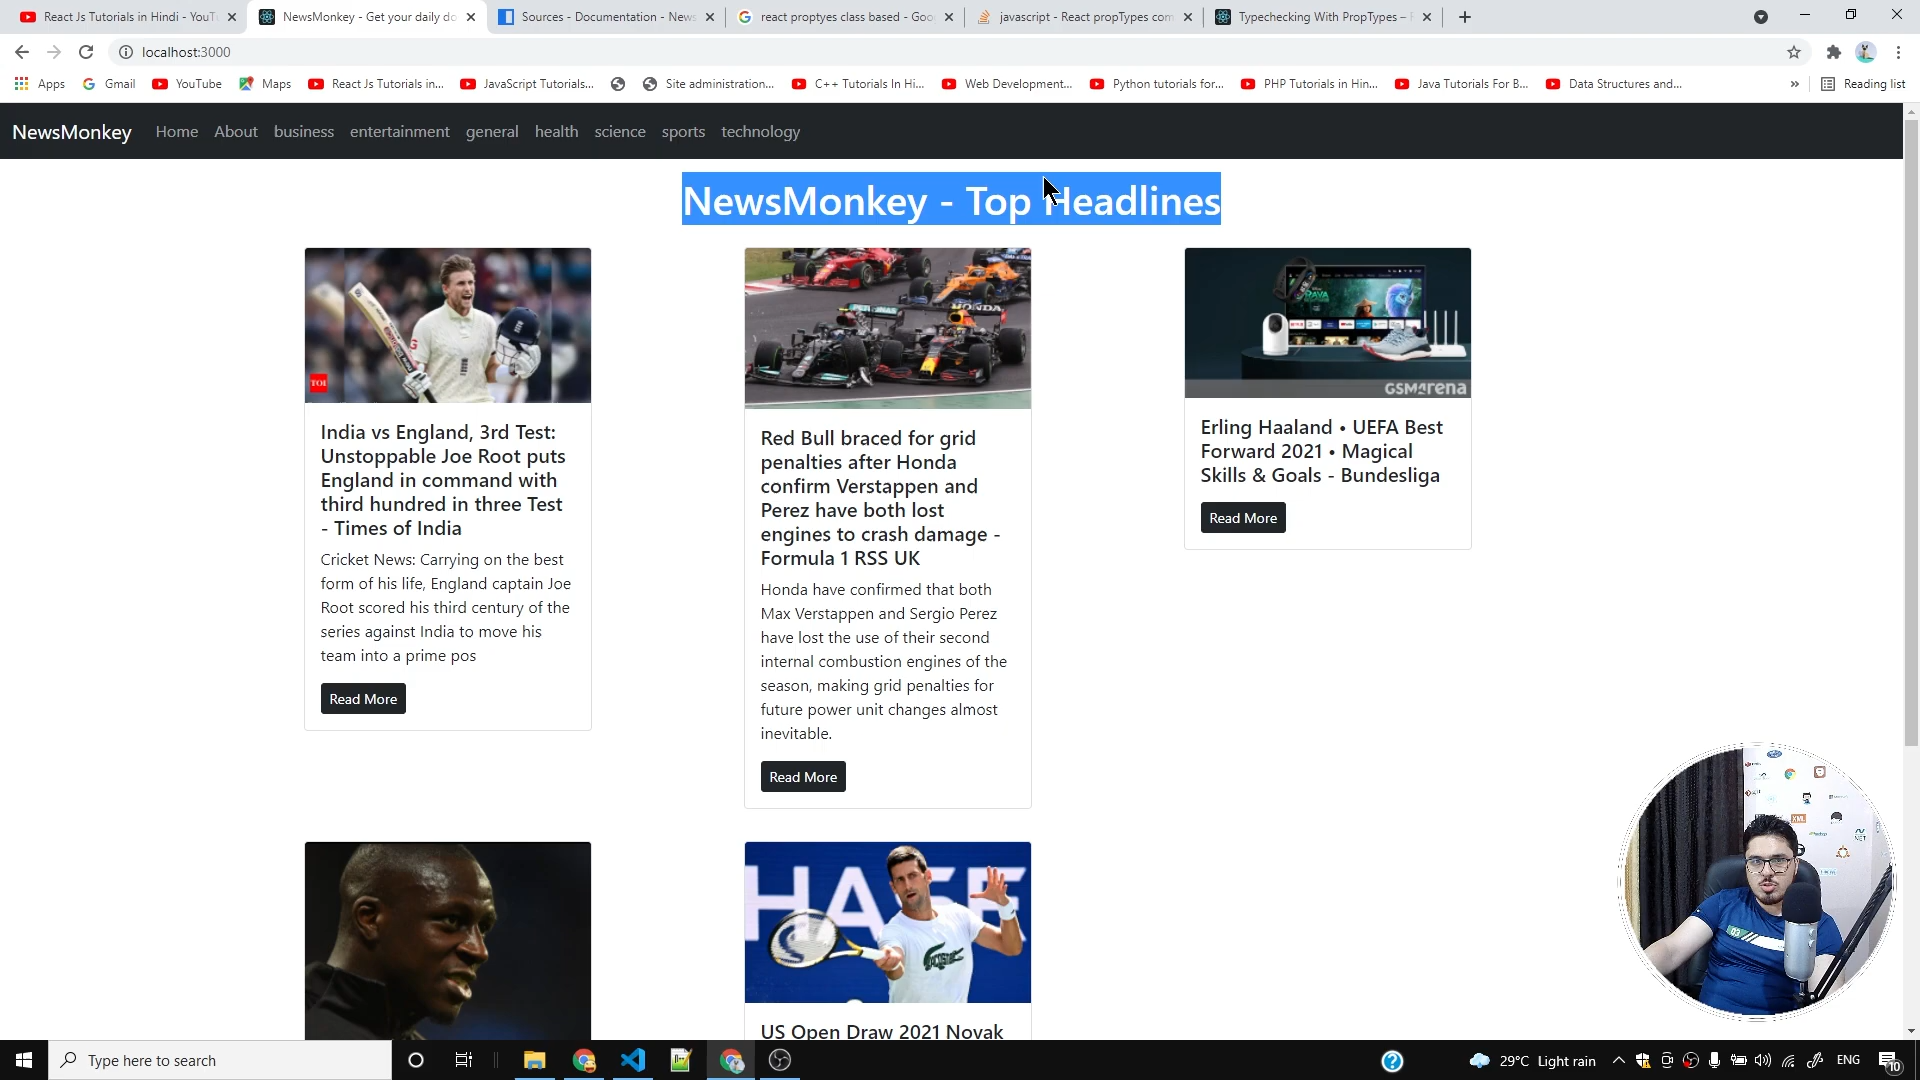 React Js Tutorials in Hindi - YouT
NewsMonkey - Get your daily do
Sources - Documentation - News
react proptyes class based - Goo
javascript - React propTypes com
Typechecking With PropTypes –
localhost:3000
Apps
Gmail
YouTube
Maps
React Js Tutorials in...
JavaScript Tutorials...
Site administration...
C++ Tutorials In Hi...
Web Development...
Python tutorials for...
PHP Tutorials in Hin...
Java Tutorials For B...
Data Structures and...
»
Reading list
NewsMonkey
Home
About
business
entertainment
general
health
science
sports
technology
NewsMonkey - Top Headlines
TOI
India vs England, 3rd Test:
Unstoppable Joe Root puts
England in command with
third hundred in three Test
- Times of India
Cricket News: Carrying on the best
form of his life, England captain Joe
Root scored his third century of the
series against India to move his
team into a prime pos
Read More
HONDA
Red Bull braced for grid
penalties after Honda
confirm Verstappen and
Perez have both lost
engines to crash damage -
Formula 1 RSS UK
Honda have confirmed that both
Max Verstappen and Sergio Perez
have lost the use of their second
internal combustion engines of the
season, making grid penalties for
future power unit changes almost
inevitable.
Read More
GSMarena
Erling Haaland • UEFA Best
Forward 2021 • Magical
Skills & Goals - Bundesliga
Read More
HASE
US Open Draw 2021 Novak
XML
.NET
03
Type here to search
29°C Light rain
ENG
10